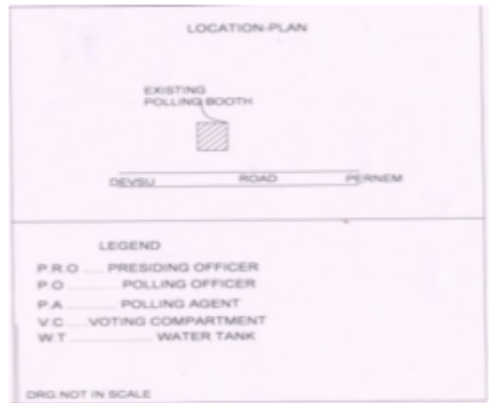 LOCATION-PLAN
EXISTING
POLLING BOOTH
DEVSU ROAD PERNEM
LEGEND
P.R.O ..... PRESIDING OFFICER
P.O ............... POLLING OFFICER
P.A ............... POLLING AGENT
V.C .... VOTING COMPARTMENT
W.T ..................... WATER TANK
DRG.NOT IN SCALE